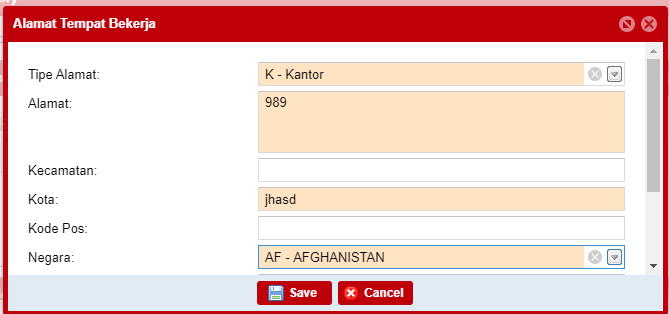 Alamat Tempat Bekerja
Tipe Alamat: K - Kantor
Alamat: 989
Kecamatan:
Kota: jhasd
Kode Pos:
Negara: AF - AFGHANISTAN
Save Cancel